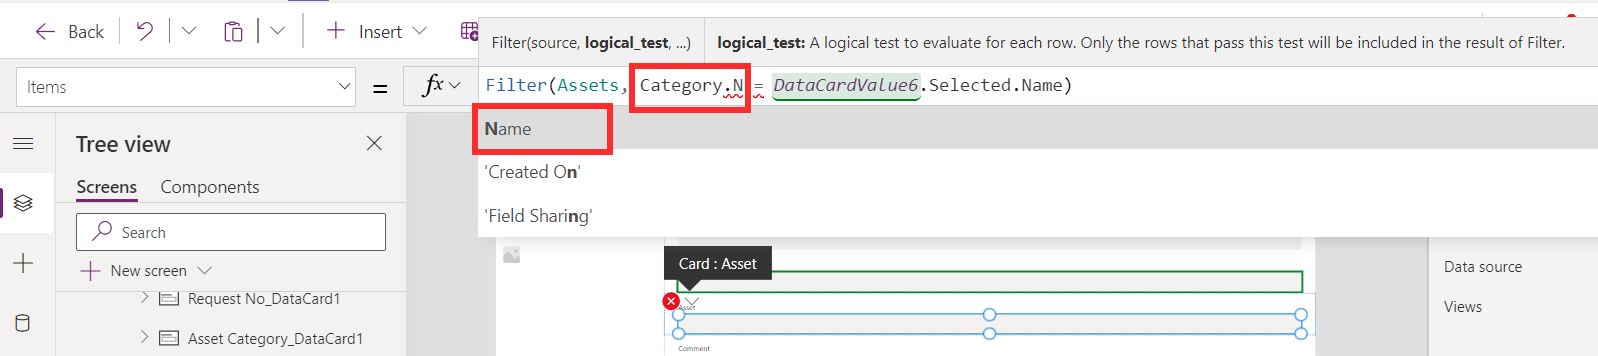 Back
Insert
Filter(source, logical_test, ...)
logical_test: A logical test to evaluate for each row. Only the rows that pass this test will be included in the result of Filter.
Items
=
fx
Filter(Assets, Category.N = DataCardValue6.Selected.Name)
Name
'Created On'
'Field Sharing'
Tree view
Screens
Components
Search
New screen
Request No_DataCard1
Asset Category_DataCard1
Card : Asset
Asset
Comment
Data source
Views